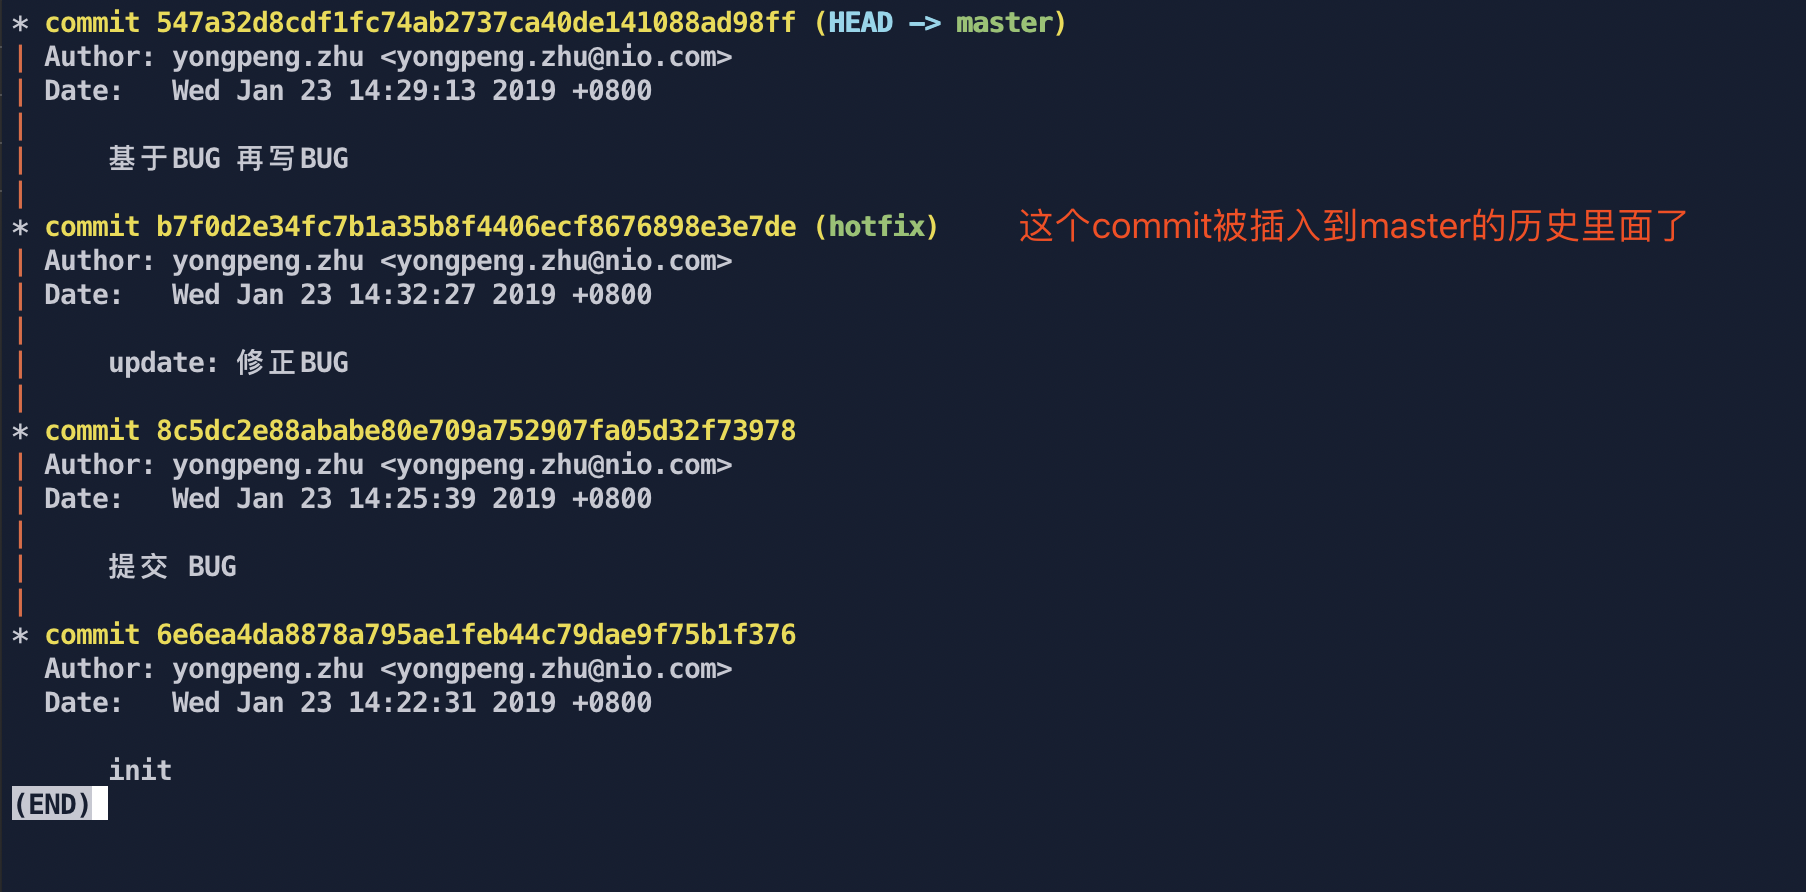 * commit 547a32d8cdf1fc74ab2737ca40de141088ad98ff (HEAD -> master)
| Author: yongpeng.zhu <yongpeng.zhu@nio.com>
| Date:   Wed Jan 23 14:29:13 2019 +0800
|
|     基于BUG 再写BUG
|
* commit b7f0d2e34fc7b1a35b8f4406ecf8676898e3e7de (hotfix) 这个commit被插入到master的历史里面了
| Author: yongpeng.zhu <yongpeng.zhu@nio.com>
| Date:   Wed Jan 23 14:32:27 2019 +0800
|
|     update: 修正BUG
|
* commit 8c5dc2e88ababe80e709a752907fa05d32f73978
| Author: yongpeng.zhu <yongpeng.zhu@nio.com>
| Date:   Wed Jan 23 14:25:39 2019 +0800
|
|     提交 BUG
|
* commit 6e6ea4da8878a795ae1feb44c79dae9f75b1f376
  Author: yongpeng.zhu <yongpeng.zhu@nio.com>
  Date:   Wed Jan 23 14:22:31 2019 +0800

      init
(END)